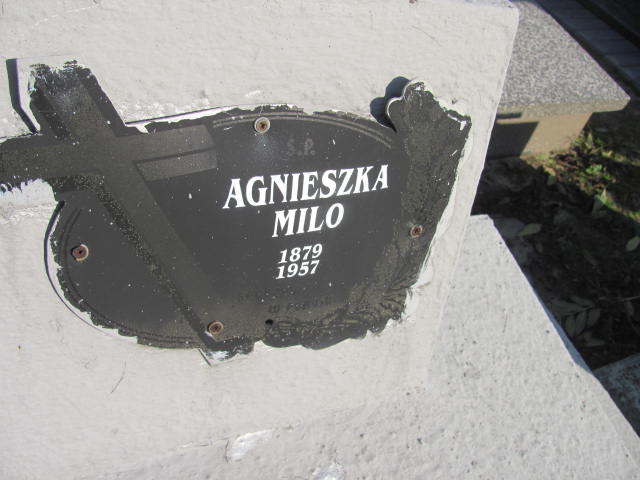 Ś.P.
AGNIESZKA
MILO
1879
1957